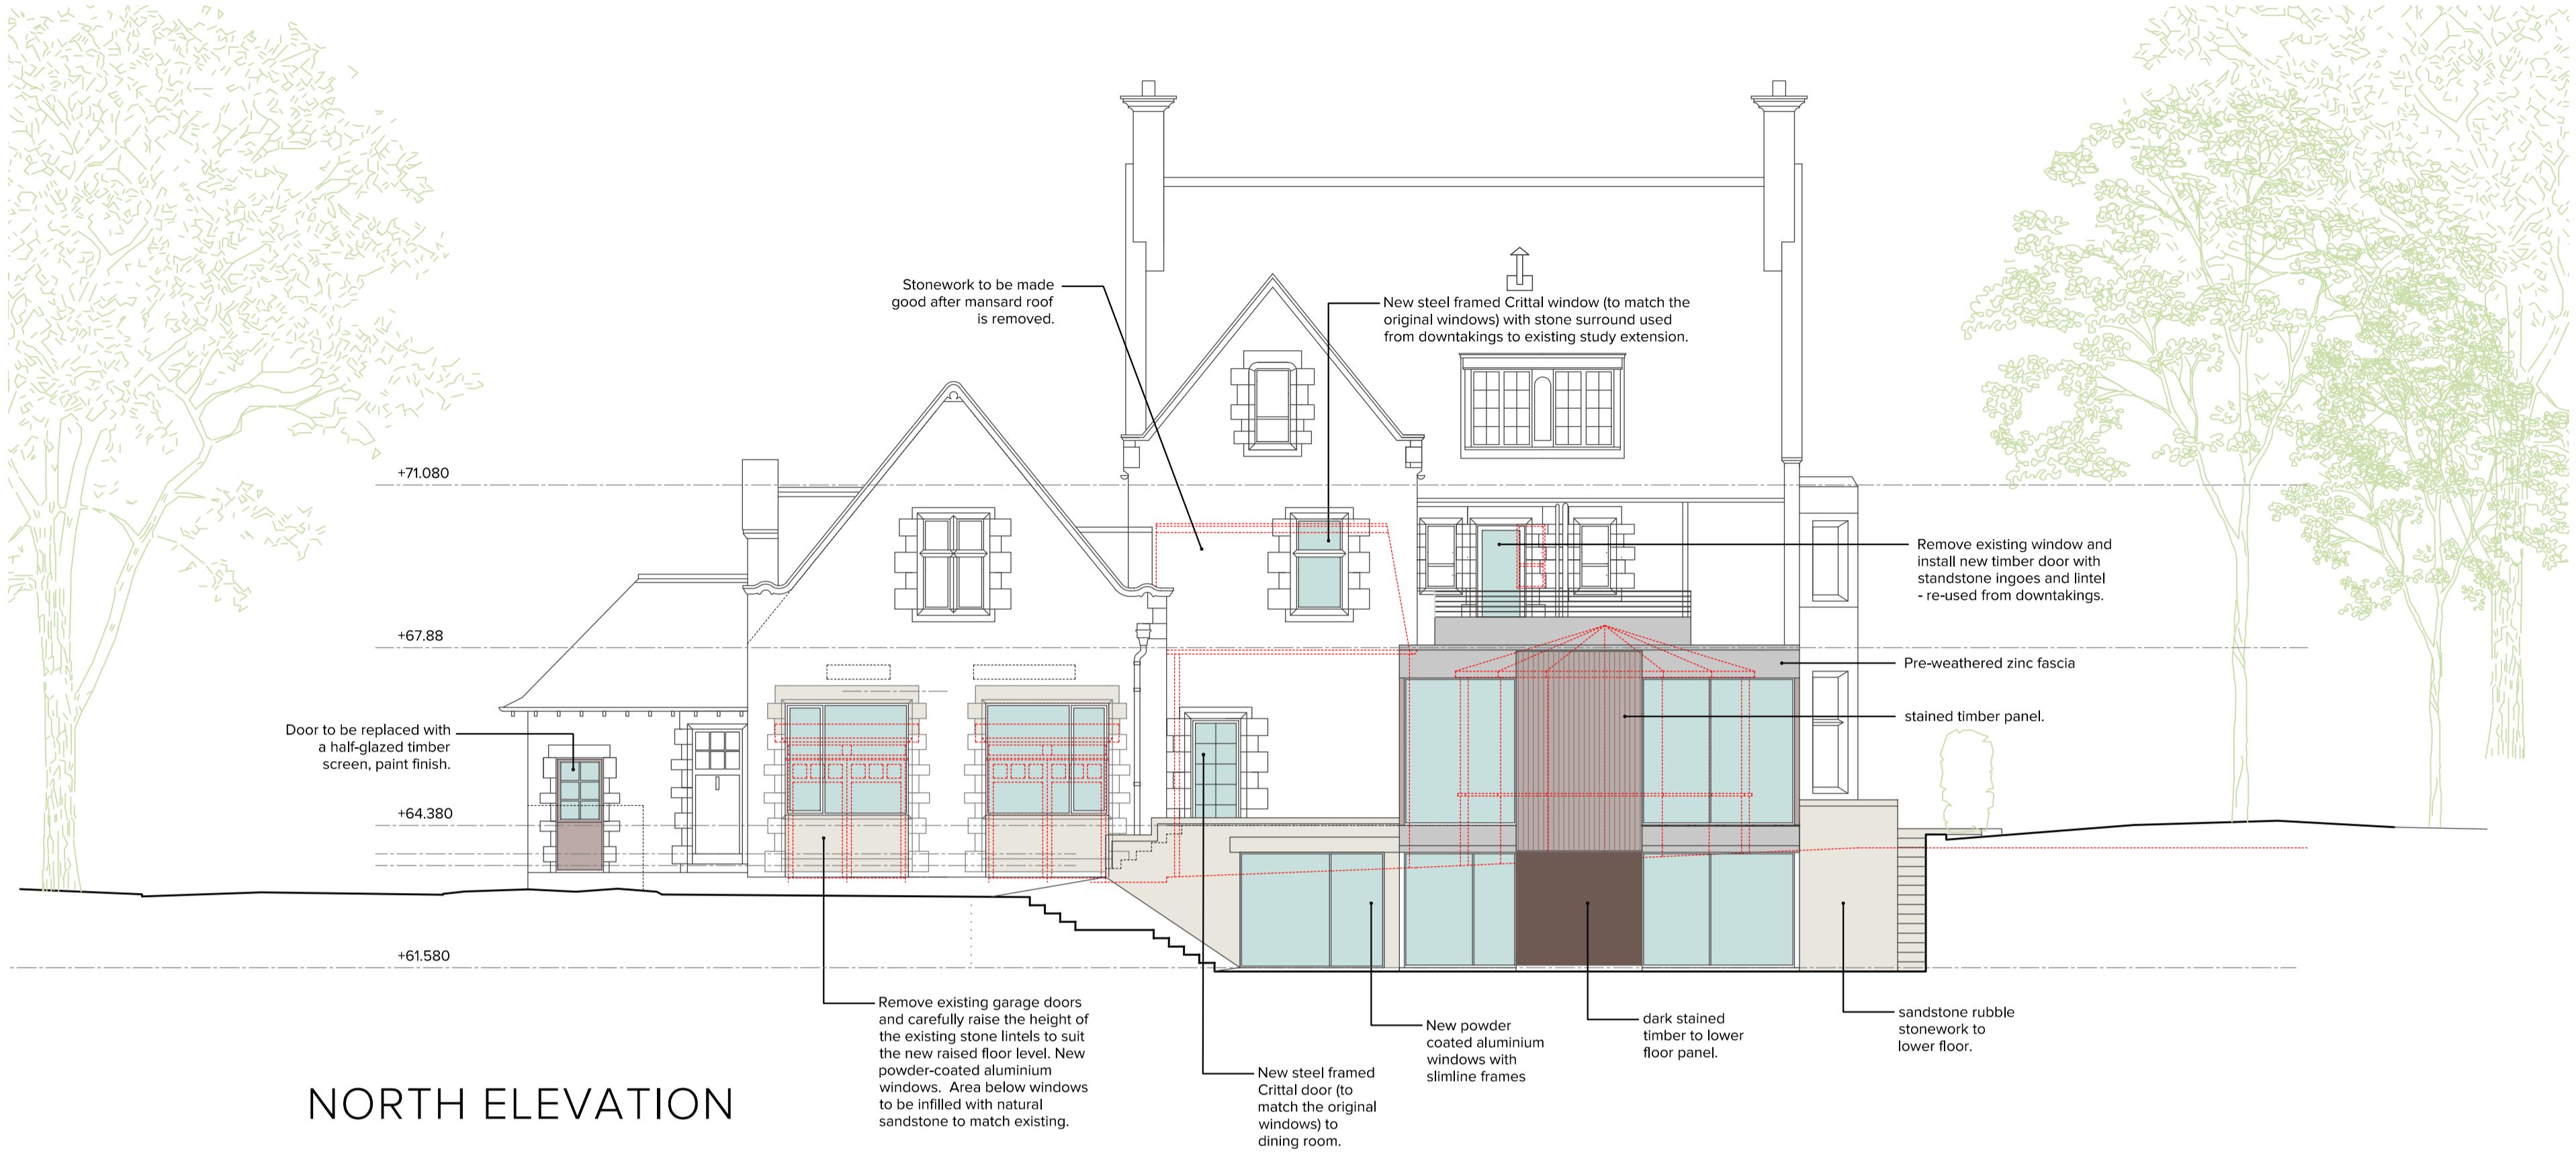 Stonework to be made
good after mansard roof
is removed.
New steel framed Crittal window (to match the
original windows) with stone surround used
from downtakings to existing study extension.
+71.080
Remove existing window and
install new timber door with
standstone ingoes and lintel
- re-used from downtakings.
+67.88
Pre-weathered zinc fascia
stained timber panel.
Door to be replaced with
a half-glazed timber
screen, paint finish.
+64.380
+61.580
Remove existing garage doors
and carefully raise the height of
the existing stone lintels to suit
the new raised floor level. New
powder-coated aluminium
windows. Area below windows
to be infilled with natural
sandstone to match existing.
New steel framed
Crittal door (to
match the original
windows) to
dining room.
New powder
coated aluminium
windows with
slimline frames
dark stained
timber to lower
floor panel.
sandstone rubble
stonework to
lower floor.
NORTH ELEVATION